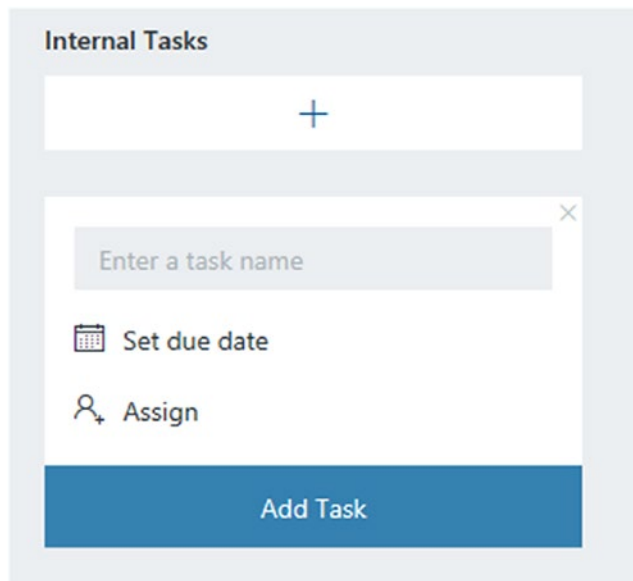 Internal Tasks
+
Enter a task name
Set due date
Assign
Add Task